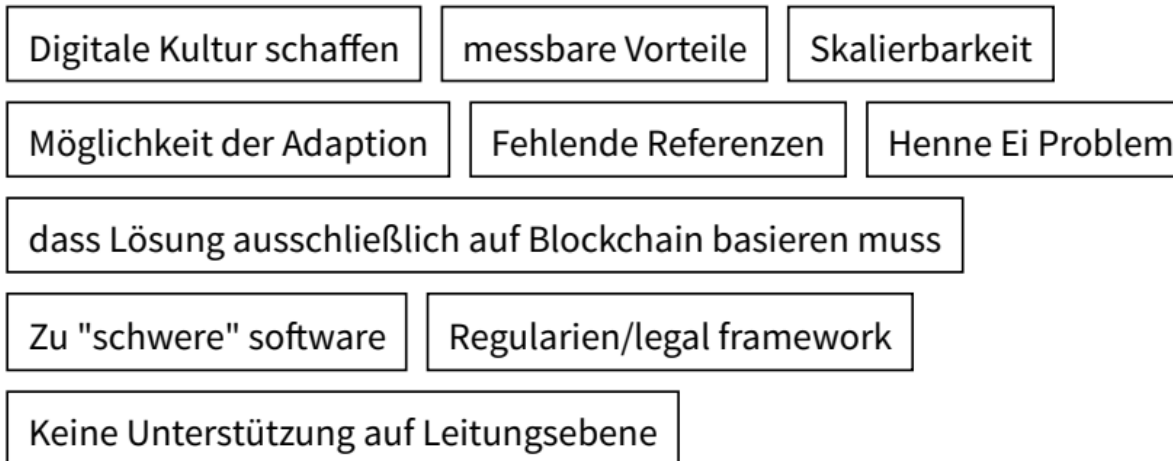 Digitale Kultur schaffen messbare Vorteile Skalierbarkeit
Möglichkeit der Adaption Fehlende Referenzen Henne Ei Problem
dass Lösung ausschließlich auf Blockchain basieren muss
Zu "schwere" software Regularien/legal framework
Keine Unterstützung auf Leitungsebene